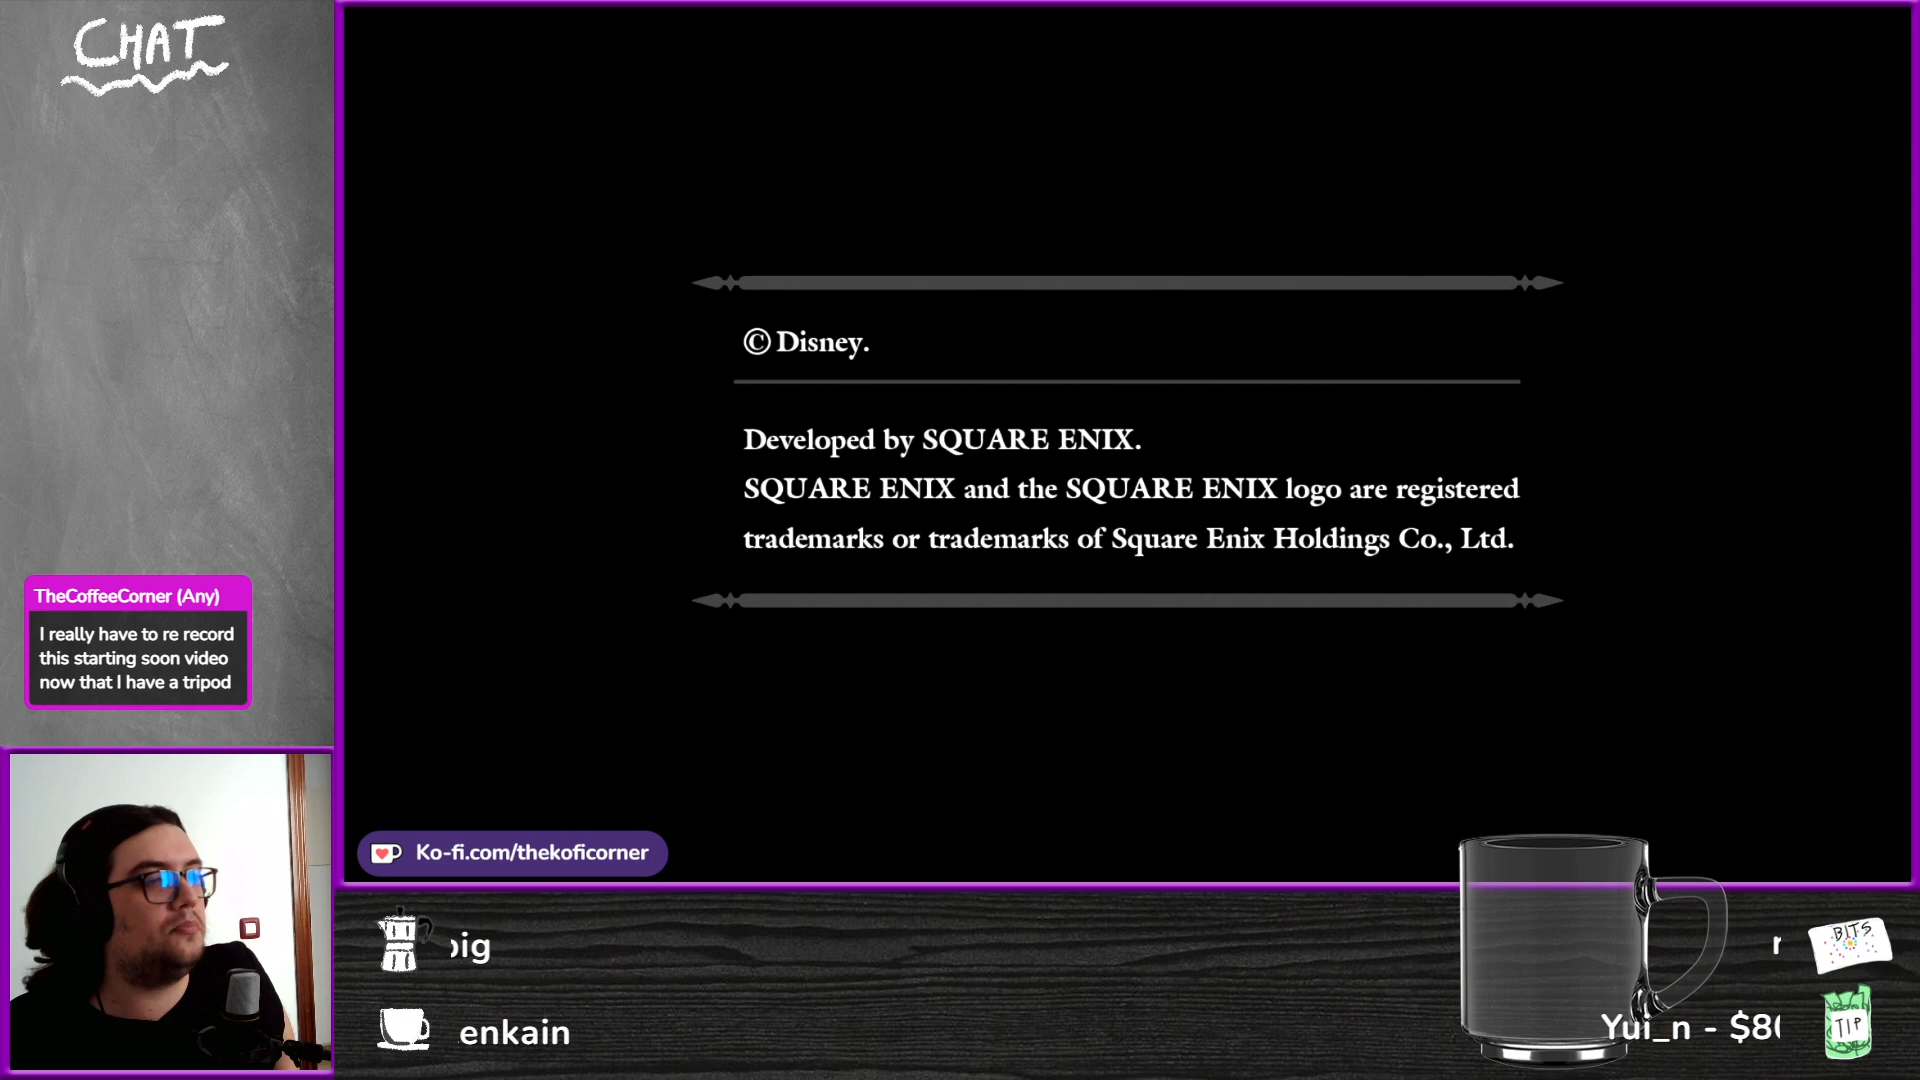 CHAT
© Disney.
Developed by SQUARE ENIX.
SQUARE ENIX and the SQUARE ENIX logo are registered
trademarks or trademarks of Square Enix Holdings Co., Ltd.
TheCoffeeCorner (Any)
I really have to re record
this starting soon video
now that I have a tripod
Ko-fi.com/thekoficorner
enkain
BITS
Yui_n - $8
TIP